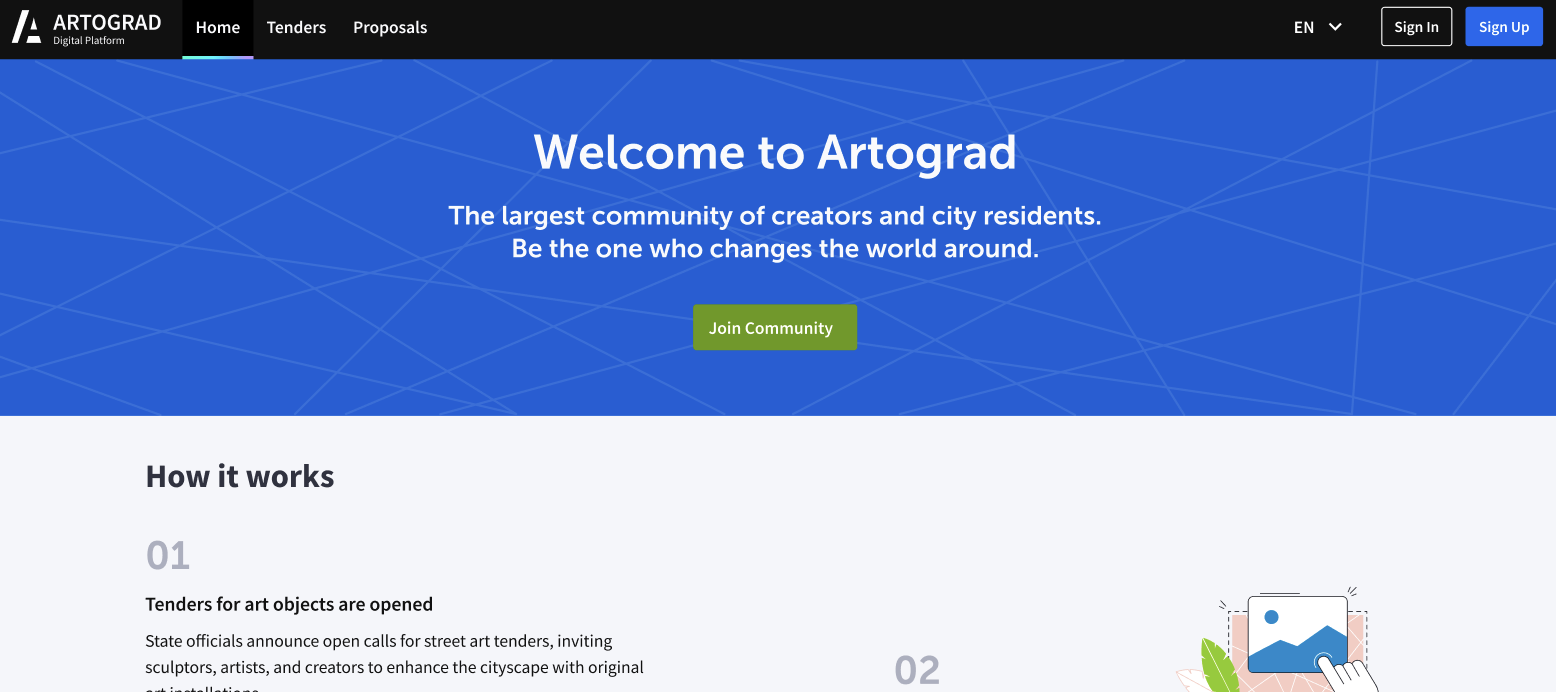 ARTOGRAD
Digital Platform
Home
Tenders
Proposals
EN
Sign In
Sign Up
Welcome to Artograd
The largest community of creators and city residents.
Be the one who changes the world around.
Join Community
How it works
01
Tenders for art objects are opened
State officials announce open calls for street art tenders, inviting
sculptors, artists, and creators to enhance the cityscape with original
art installations.
02